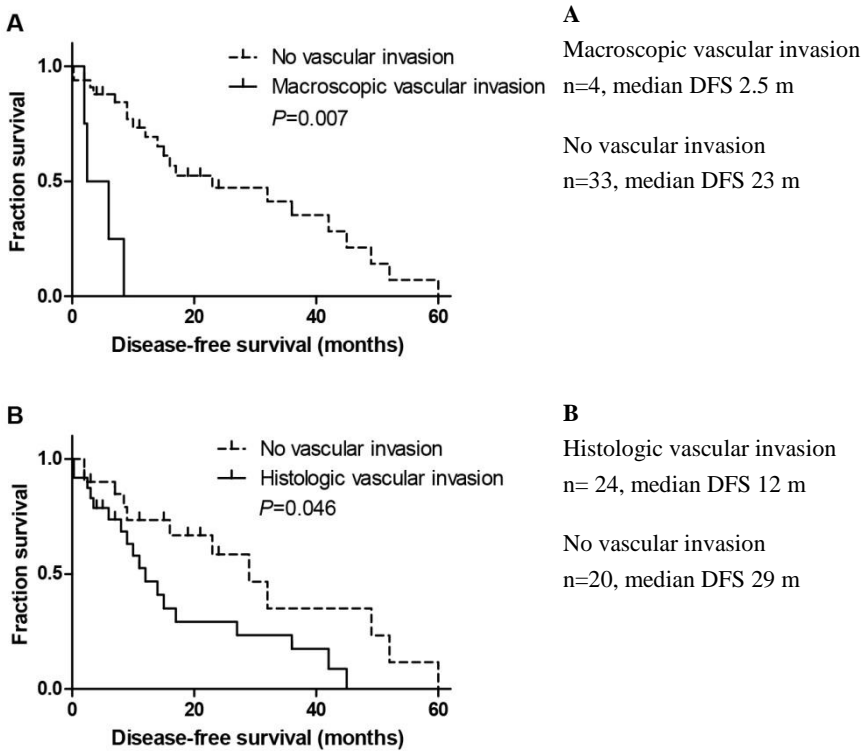 A
No vascular invasion
Macroscopic vascular invasion
P=0.007
1.0
0.5
0.0
Fraction survival
0
20
40
60
Disease-free survival (months)
A
Macroscopic vascular invasion
n=4, median DFS 2.5 m
No vascular invasion
n=33, median DFS 23 m
B
No vascular invasion
Histologic vascular invasion
P=0.046
1.0
0.5
0.0
Fraction survival
0
20
40
60
Disease-free survival (months)
B
Histologic vascular invasion
n= 24, median DFS 12 m
No vascular invasion
n=20, median DFS 29 m